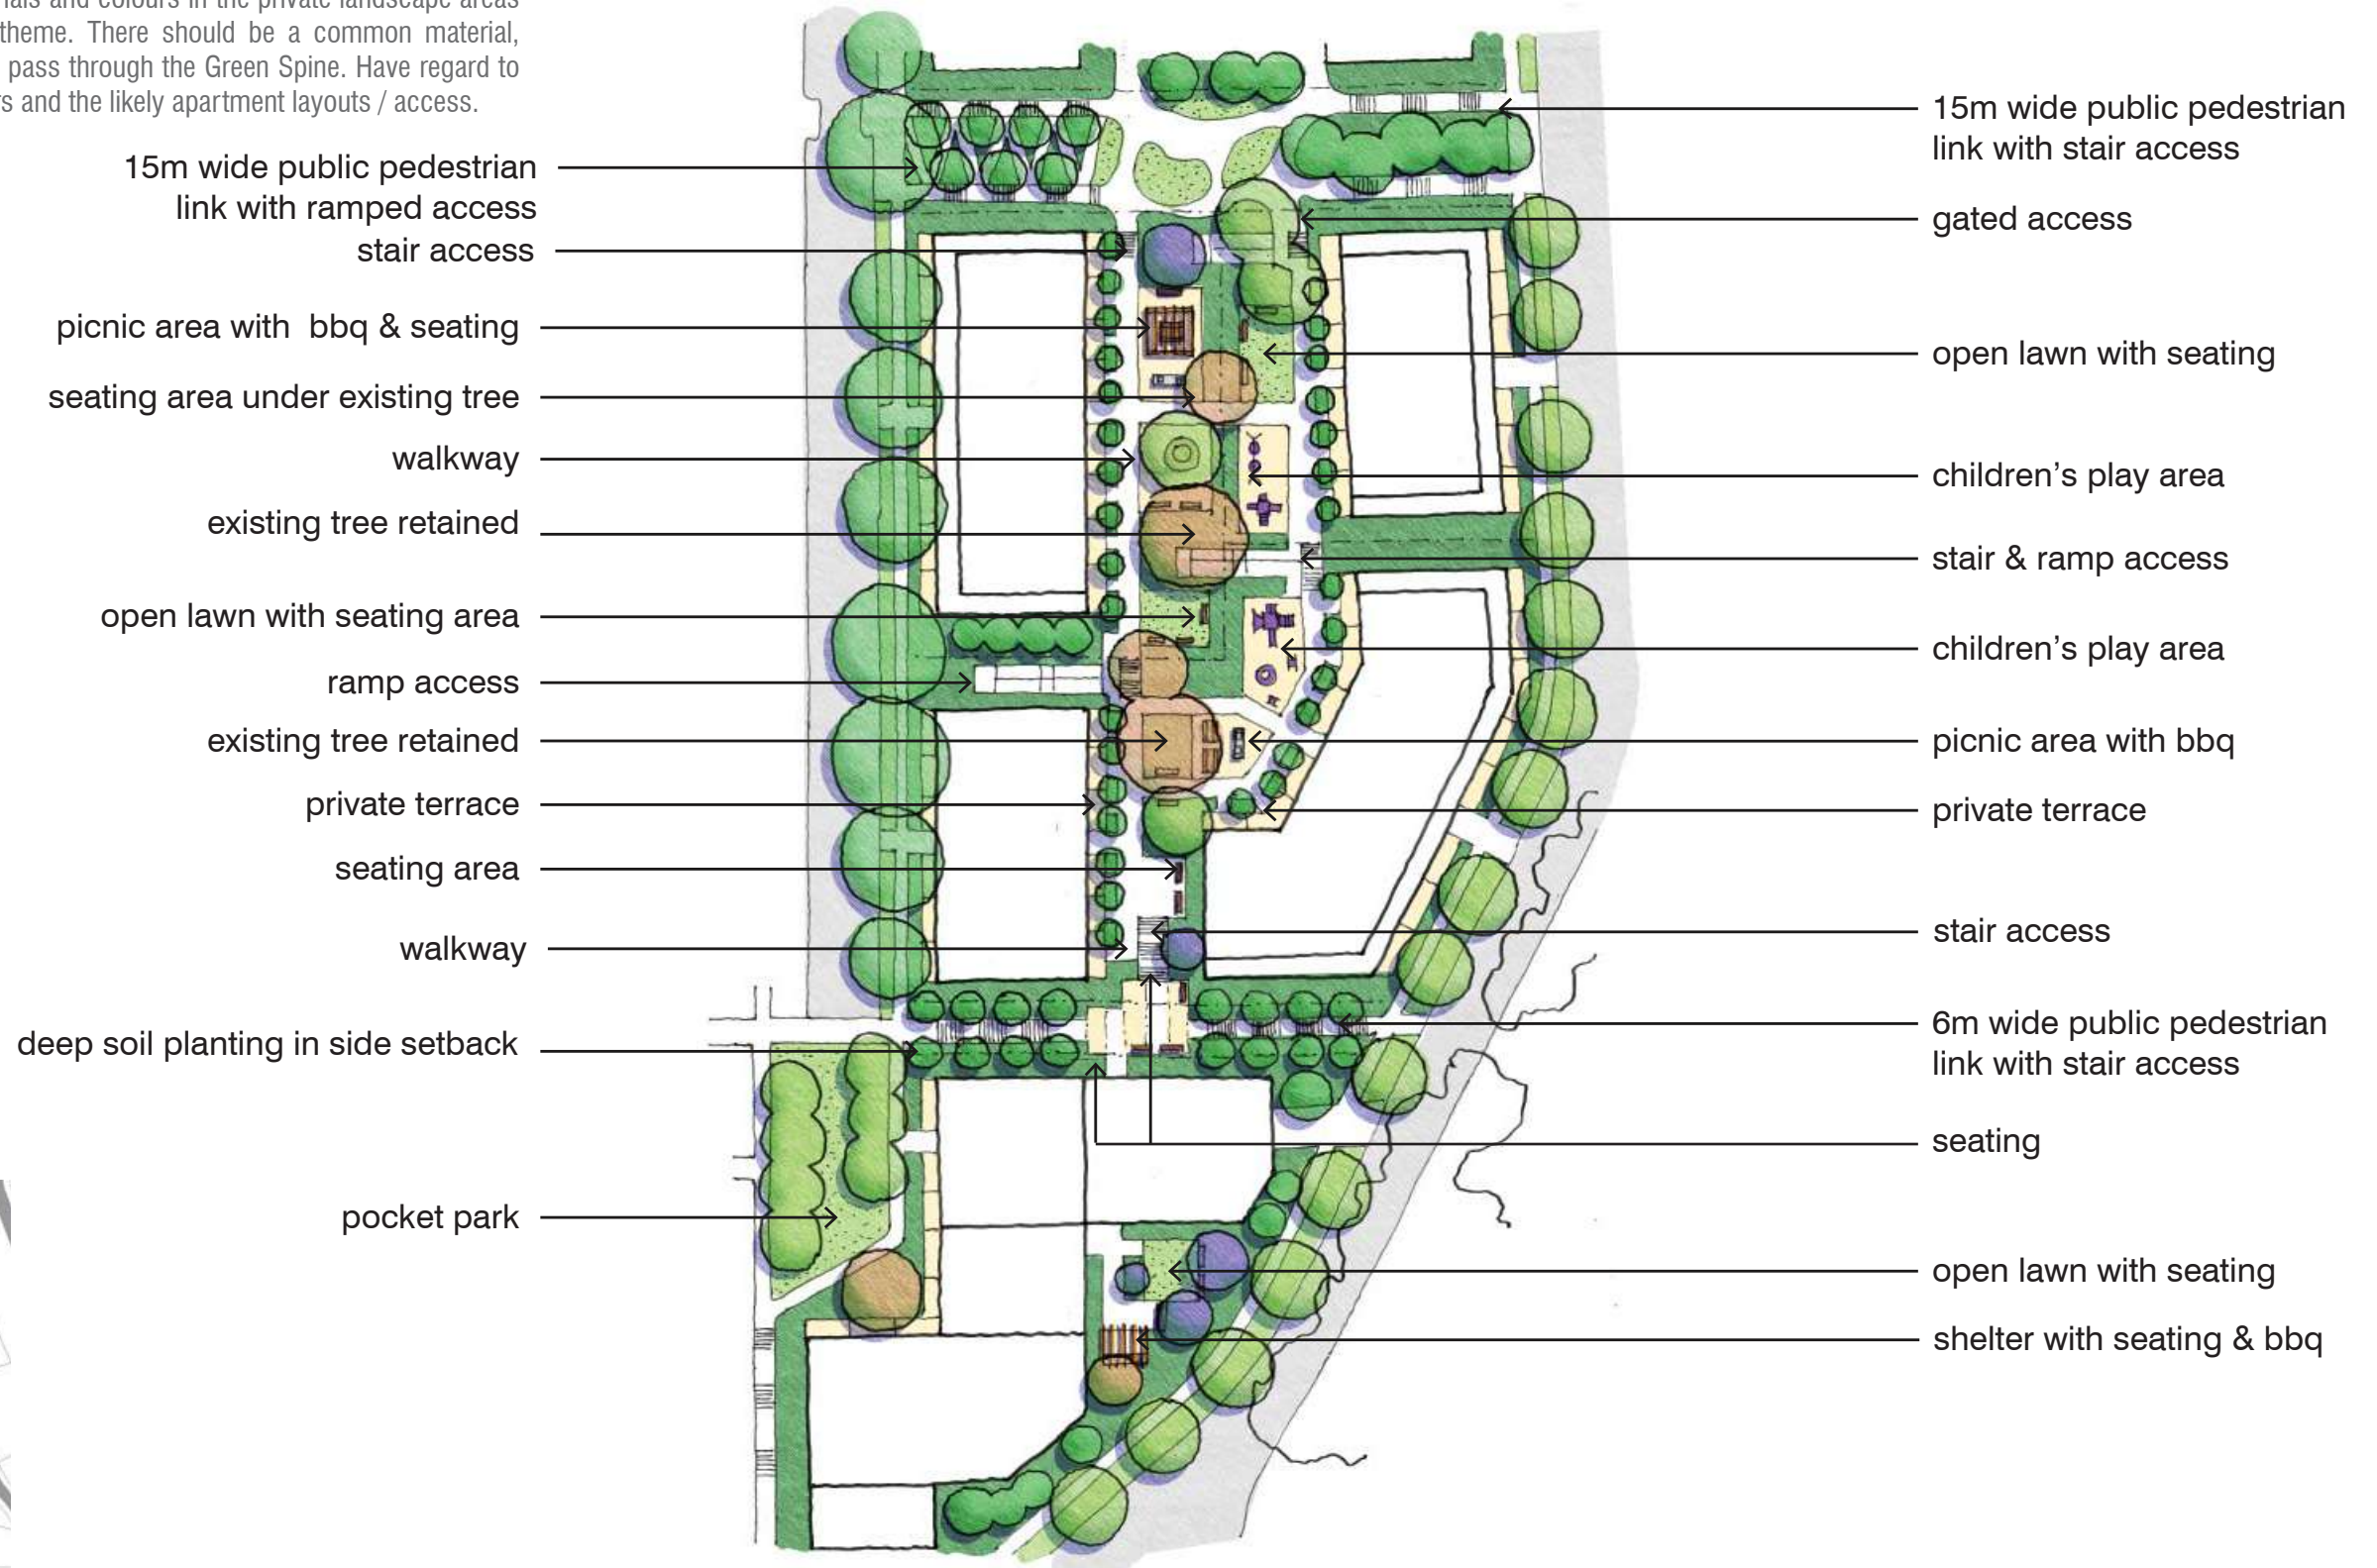 theme. There should be a common material,
pass through the Green Spine. Have regard to
and the likely apartment layouts / access.
15m wide public pedestrian
link with ramped access
stair access
picnic area with bbq & seating
seating area under existing tree
walkway
existing tree retained
open lawn with seating area
ramp access
existing tree retained
private terrace
seating area
walkway
deep soil planting in side setback
pocket park
15m wide public pedestrian
link with stair access
gated access
open lawn with seating
children's play area
stair & ramp access
children's play area
picnic area with bbq
private terrace
stair access
6m wide public pedestrian
link with stair access
seating
open lawn with seating
shelter with seating & bbq